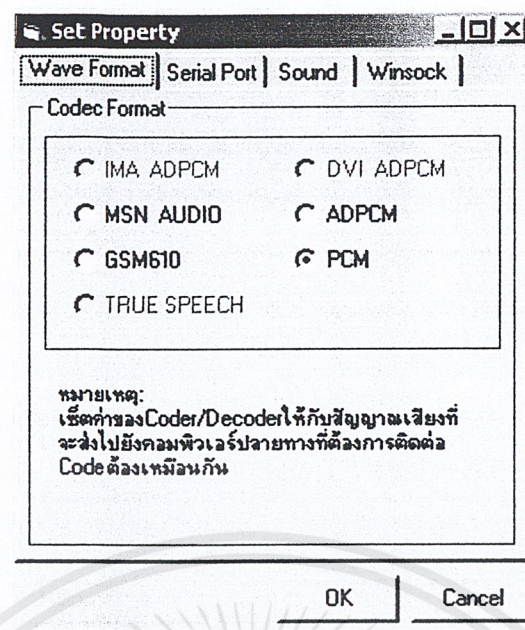 Set Property
Wave Format Serial Port Sound Winsock
Codec Format
IMA ADPCM DVI ADPCM
MSN AUDIO ADPCM
GSM610 PCM
TRUE SPEECH
หมายเหตุ:
เซ็ตค่าของCoder/Decoderให้กับสัญญาณเสียงที่
จะส่งไปยังคอมพิวเอร์ปลายทางที่ต้องการติดต่อ
Codeต้องเหมือนกัน
OK Cancel